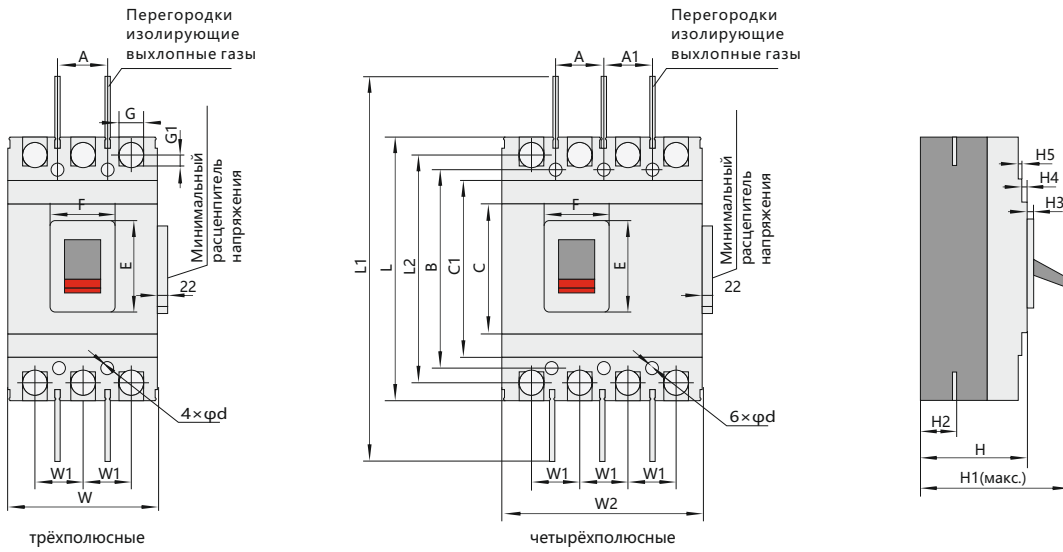 Перегородки
изолирующие
выхлопные газы
A
G
G1
F
E
Минимальный
расцепитель
напряжения
22
4×φd
W1
W1
W
трёхполюсные
Перегородки
изолирующие
выхлопные газы
A
A1
L1
L
L2
B
C1
C
F
E
Минимальный
расцепитель
напряжения
22
6×φd
W1
W1
W1
W2
четырёхполюсные
H5
H4
H3
H2
H
H1(макс.)